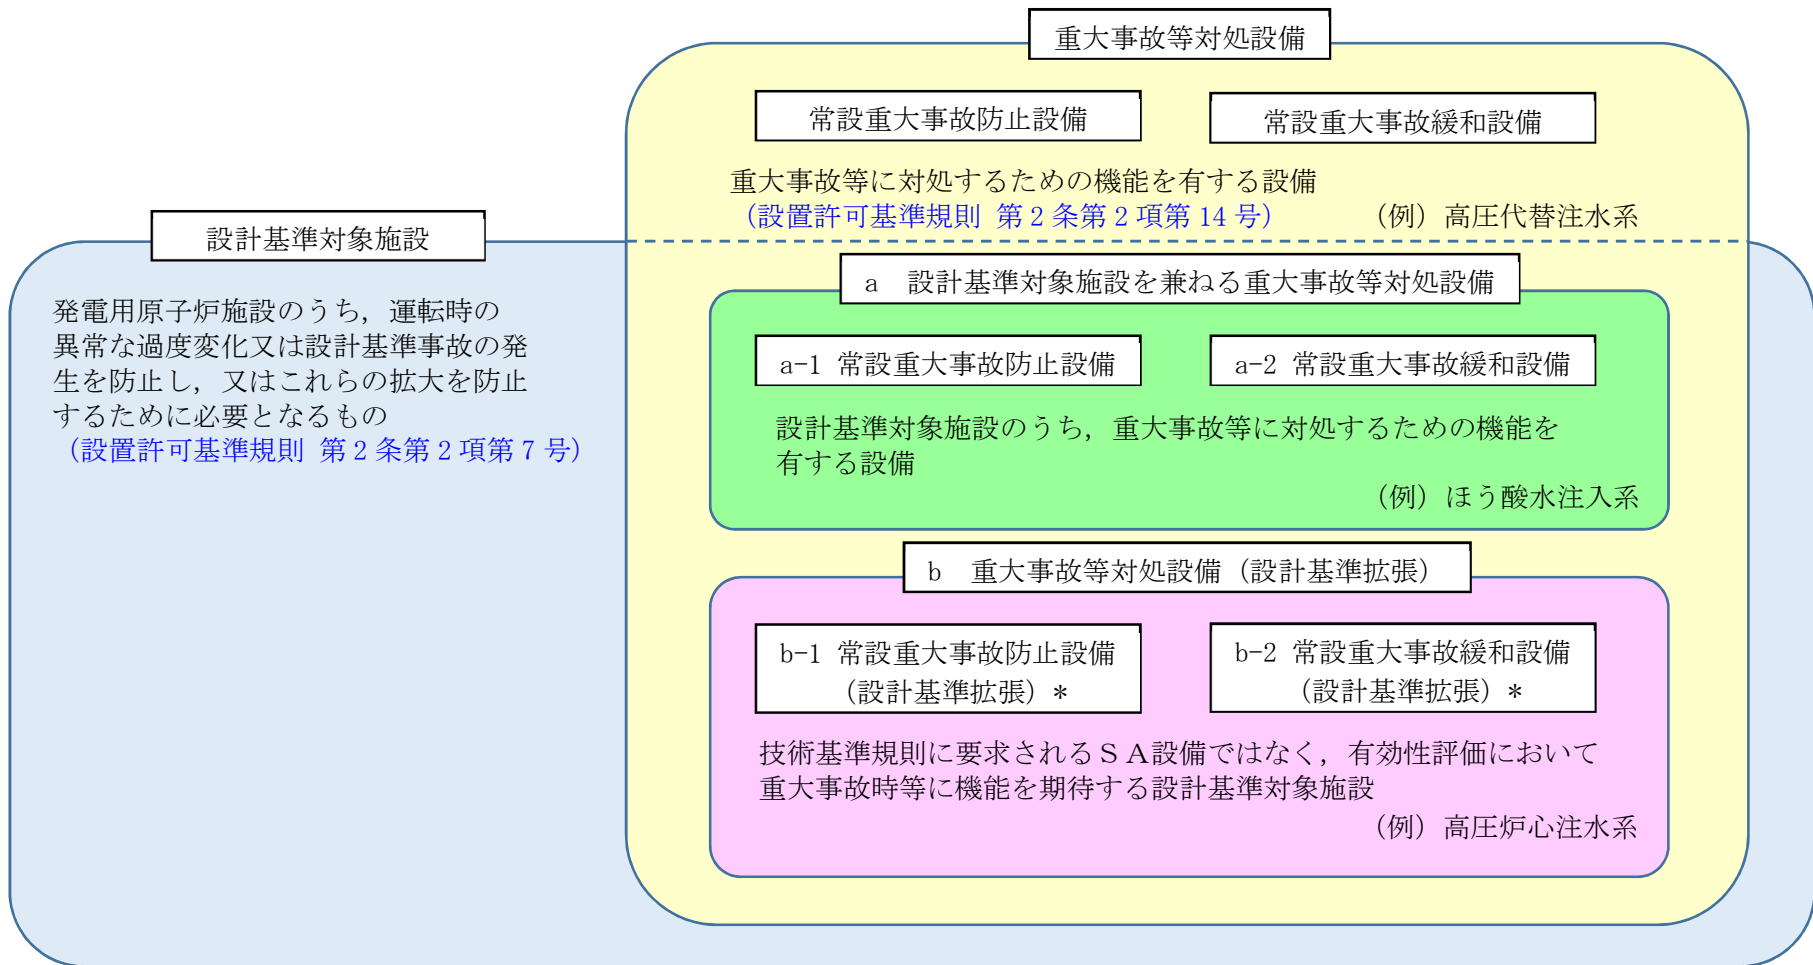 重大事故等対処設備
常設重大事故防止設備
常設重大事故緩和設備
重大事故等に対処するための機能を有する設備
（設置許可基準規則 第２条第２項第 14 号）
（例）高圧代替注水系
設計基準対象施設
発電用原子炉施設のうち，運転時の
異常な過度変化又は設計基準事故の発
生を防止し，又はこれらの拡大を防止
するために必要となるもの
（設置許可基準規則 第２条第２項第７号）
a　設計基準対象施設を兼ねる重大事故等対処設備
a-1 常設重大事故防止設備
a-2 常設重大事故緩和設備
設計基準対象施設のうち，重大事故等に対処するための機能を
有する設備
（例）ほう酸水注入系
b　重大事故等対処設備（設計基準拡張）
b-1 常設重大事故防止設備
（設計基準拡張）*
b-2 常設重大事故緩和設備
（設計基準拡張）*
技術基準規則に要求されるＳＡ設備ではなく，有効性評価において
重大事故時等に機能を期待する設計基準対象施設
（例）高圧炉心注水系